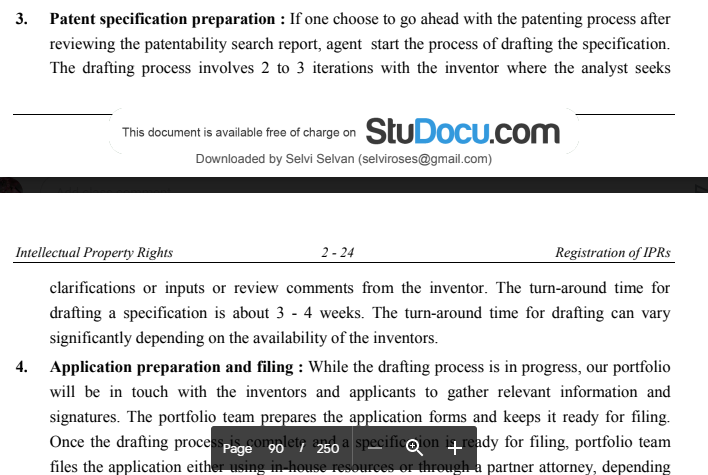 3. Patent specification preparation : If one choose to go ahead with the patenting process after
reviewing the patentability search report, agent start the process of drafting the specification.
The drafting process involves 2 to 3 iterations with the inventor where the analyst seeks
This document is available free of charge on StuDocu.com
Downloaded by Selvi Selvan (selviroses@gmail.com)
Intellectual Property Rights 2 - 24 Registration of IPRs
clarifications or inputs or review comments from the inventor. The turn-around time for
drafting a specification is about 3 - 4 weeks. The turn-around time for drafting can vary
significantly depending on the availability of the inventors.
4. Application preparation and filing : While the drafting process is in progress, our portfolio
will be in touch with the inventors and applicants to gather relevant information and
signatures. The portfolio team prepares the application forms and keeps it ready for filing.
Once the drafting process is complete and a specification is ready for filing, portfolio team
files the application either using in-house resources or through a partner attorney, depending
Page 90 / 250 — +